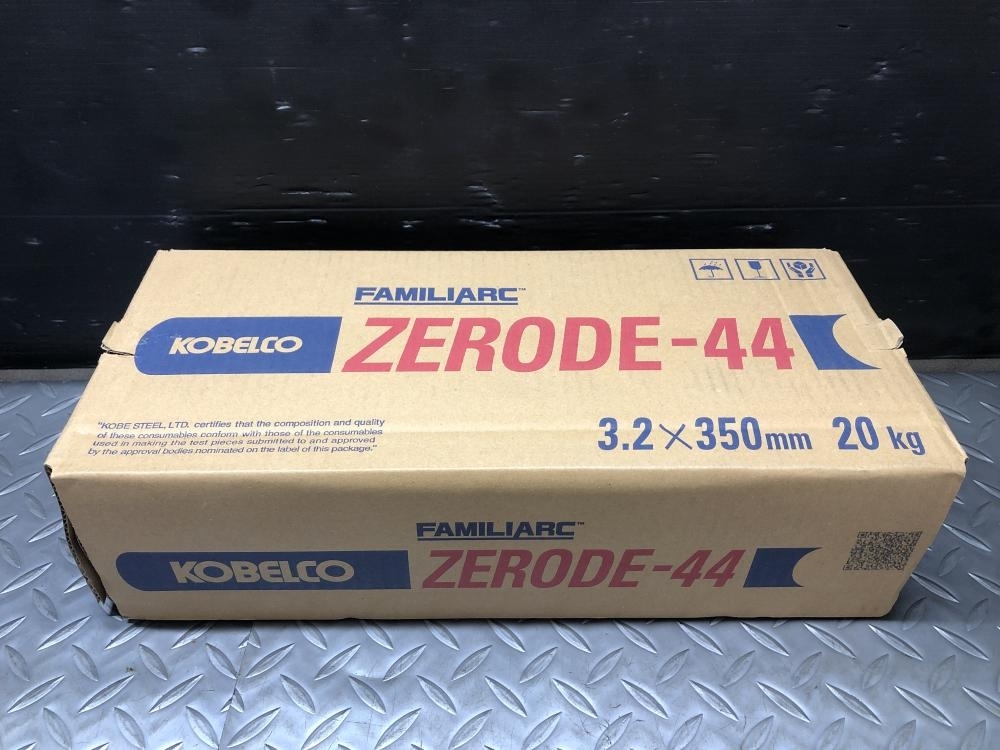 FAMILIARC™
KOBELCO
ZERODE-44
"KOBE STEEL, LTD. certifies that the composition and quality
of these consumables conform with those of the consumables
used in making the test pieces submitted to and approved
by the approval bodies nominated on the label of this package."
3.2×350mm 20 kg
FAMILIARC™
KOBELCO
ZERODE-44